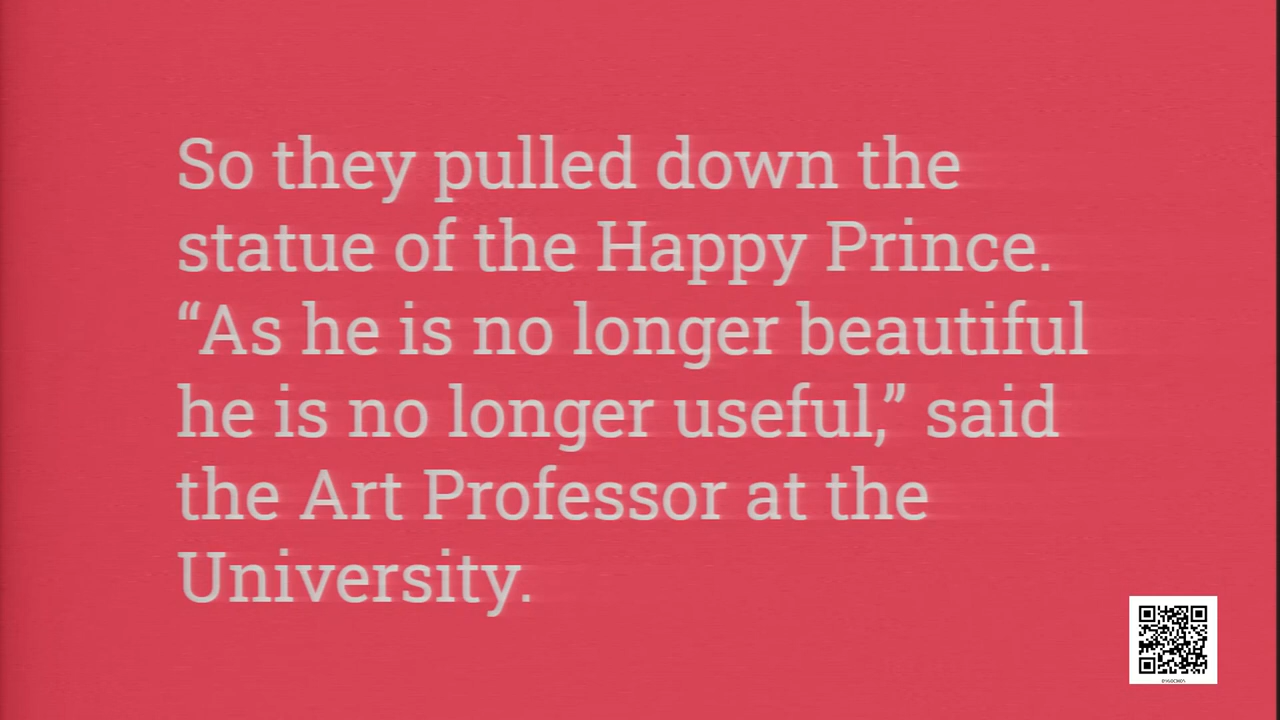 So they pulled down the
statue of the Happy Prince.
“As he is no longer beautiful
he is no longer useful,” said
the Art Professor at the
University.